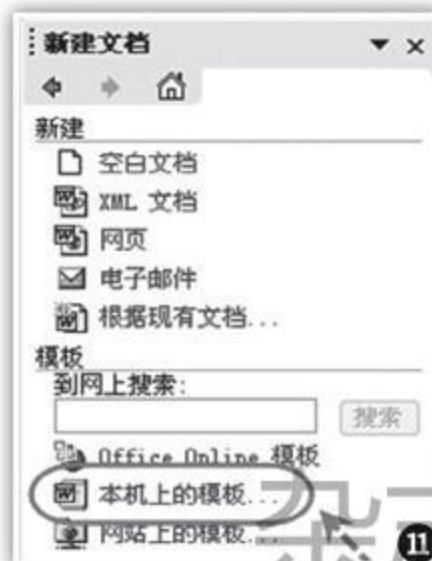 新建文档
新建
空白文档
XML 文档
网页
电子邮件
根据现有文档...
模板
到网上搜索:
搜索
Office Online 模板
本机上的模板...
网站上的模板...
11